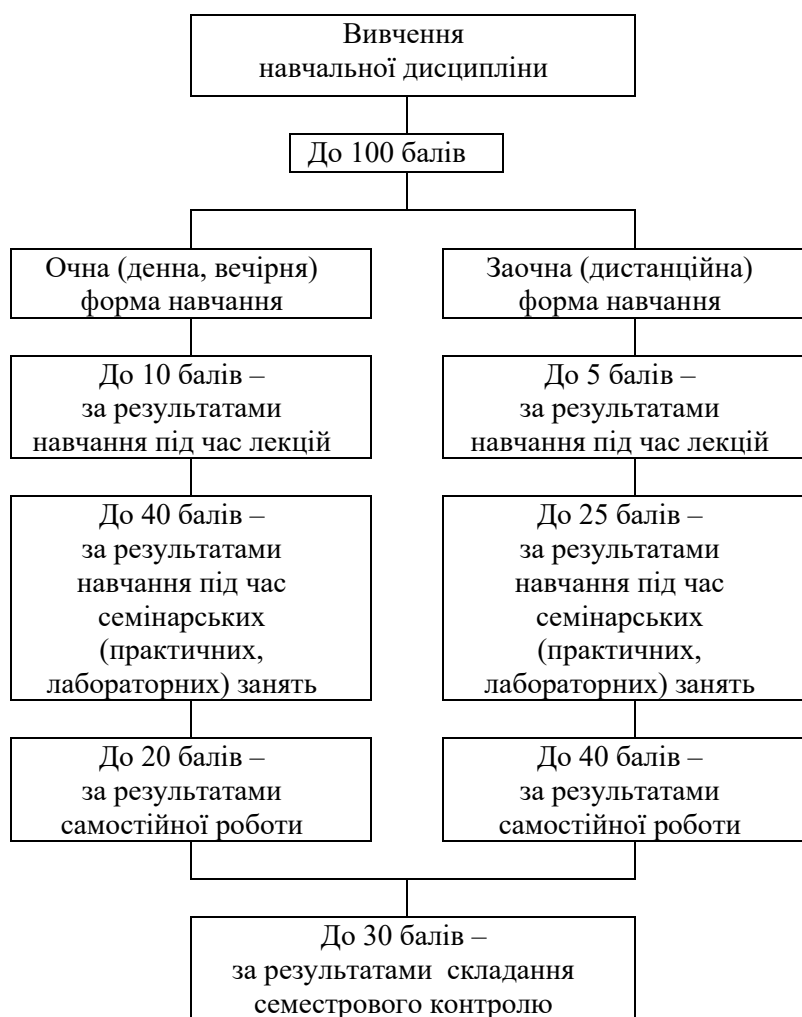 Вивчення
навчальної дисципліни
До 100 балів
Очна (денна, вечірня)
форма навчання
Заочна (дистанційна)
форма навчання
До 10 балів –
за результатами
навчання під час лекцій
До 5 балів –
за результатами
навчання під час лекцій
До 40 балів –
за результатами
навчання під час
семінарських
(практичних,
лабораторних) занять
До 25 балів –
за результатами
навчання під час
семінарських
(практичних,
лабораторних) занять
До 20 балів –
за результатами
самостійної роботи
До 40 балів –
за результатами
самостійної роботи
До 30 балів –
за результатами складання
семестрового контролю